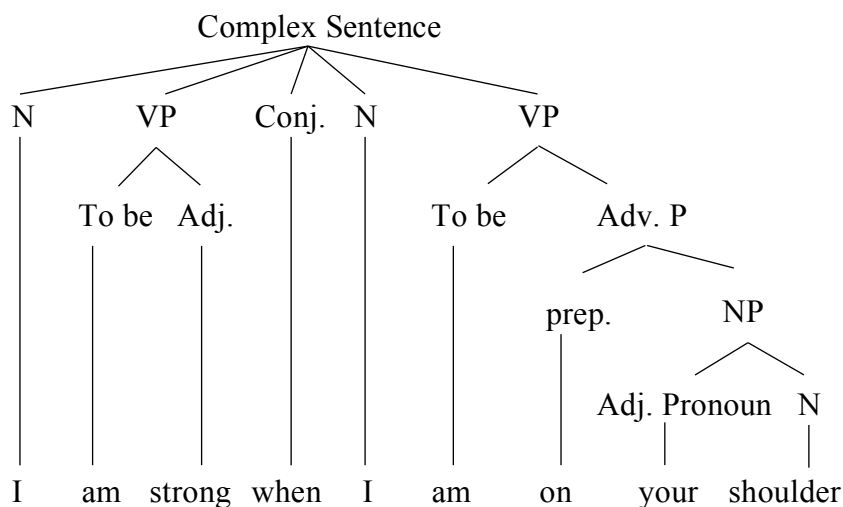 Complex Sentence
N VP Conj. N VP
To be Adj. To be Adv. P
prep. NP
Adj. Pronoun N
I am strong when I am on your shoulder